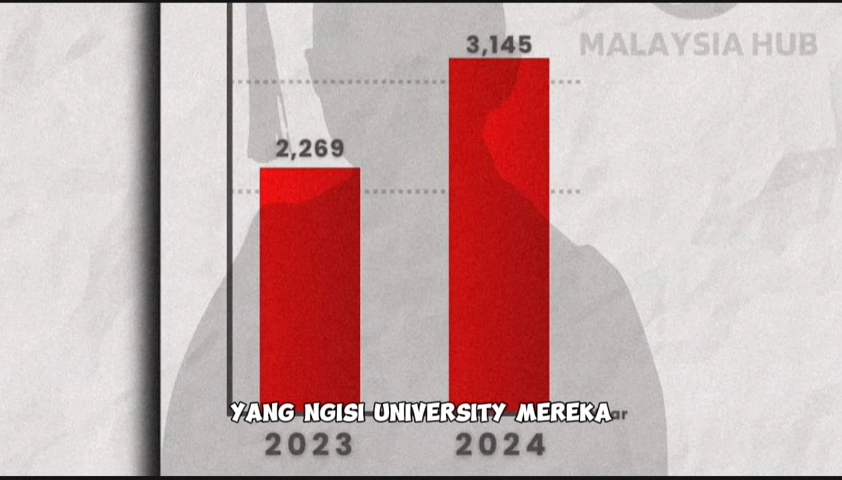 3,145
MALAYSIA HUB
2,269
YANG NGISI UNIVERSITY MEREKA
2023 2024